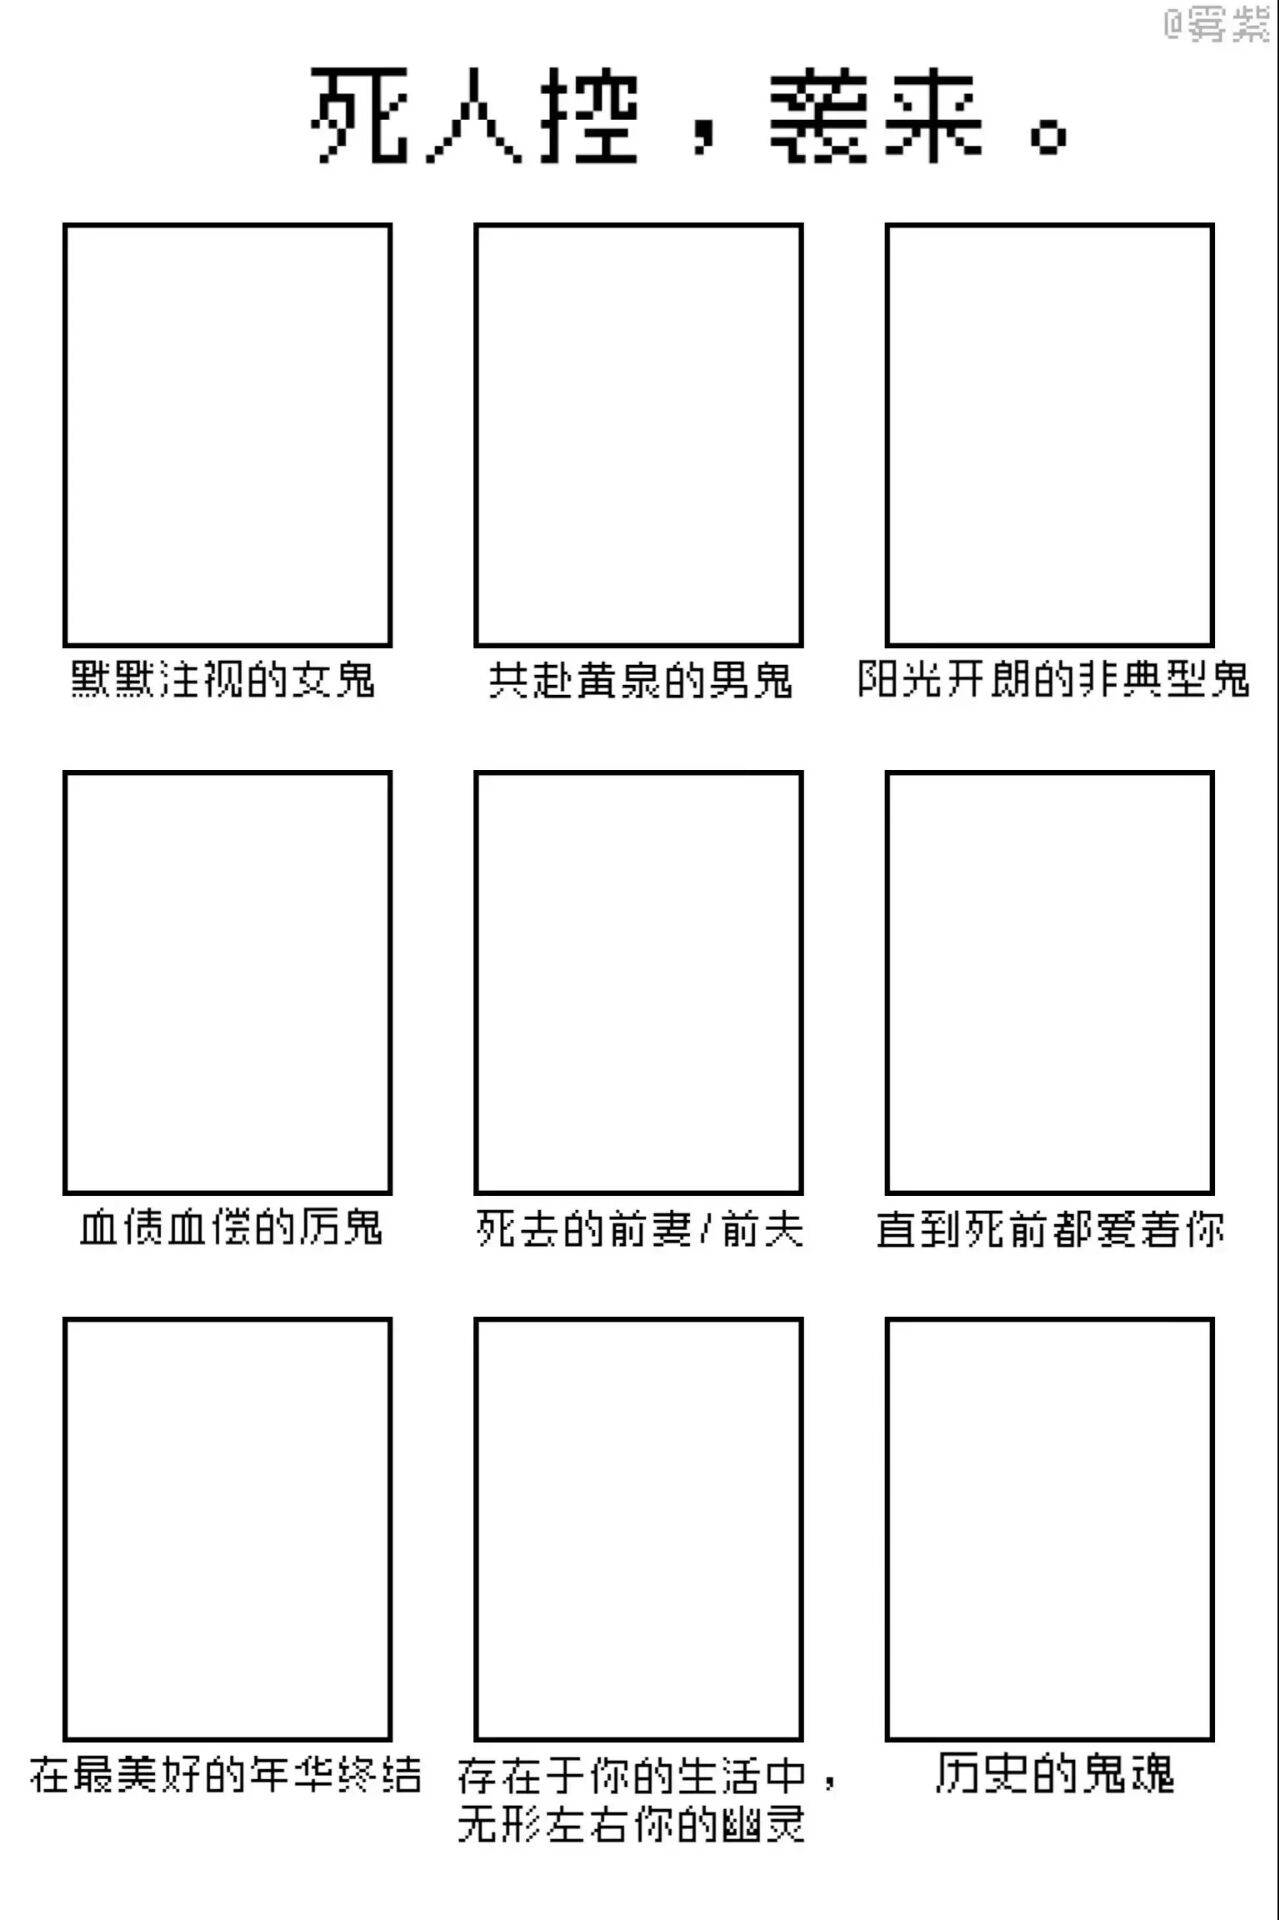 @雾紫
死人控，袭来。
默默注视的女鬼
共赴黄泉的男鬼
阳光开朗的非典型鬼
血债血偿的厉鬼
死去的前妻/前夫
直到死前都爱着你
在最美好的年华终结
存在于你的生活中，
无形左右你的幽灵
历史的鬼魂